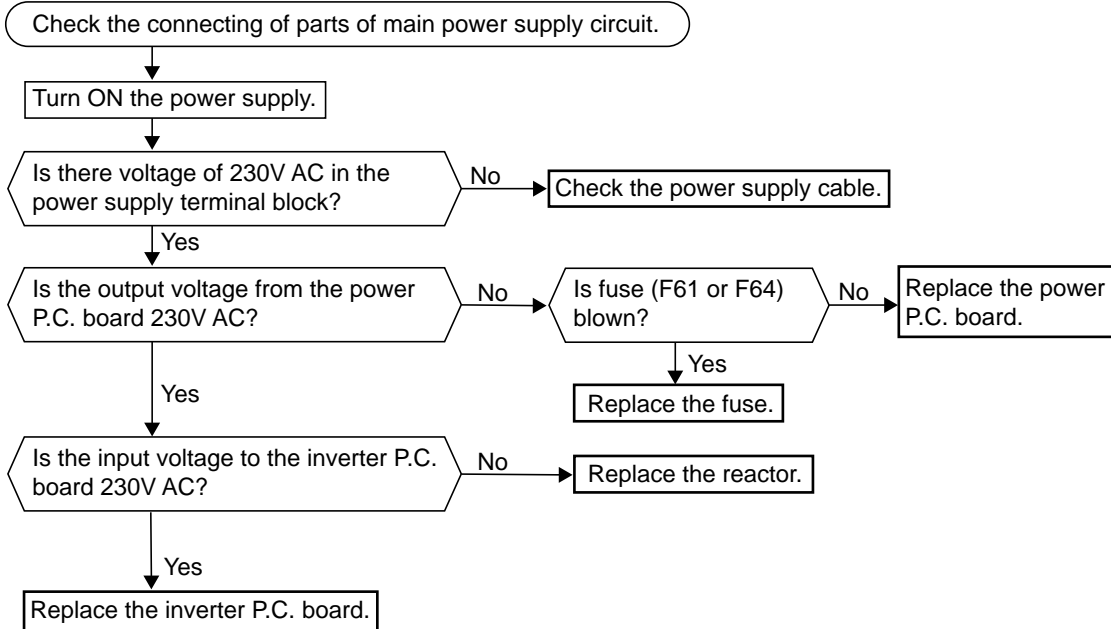 Check the connecting of parts of main power supply circuit.
Turn ON the power supply.
Is there voltage of 230V AC in the
power supply terminal block?
No
Check the power supply cable.
Yes
Is the output voltage from the power
P.C. board 230V AC?
No
Is fuse (F61 or F64)
blown?
No
Replace the power
P.C. board.
Yes
Replace the fuse.
Yes
Is the input voltage to the inverter P.C.
board 230V AC?
No
Replace the reactor.
Yes
Replace the inverter P.C. board.